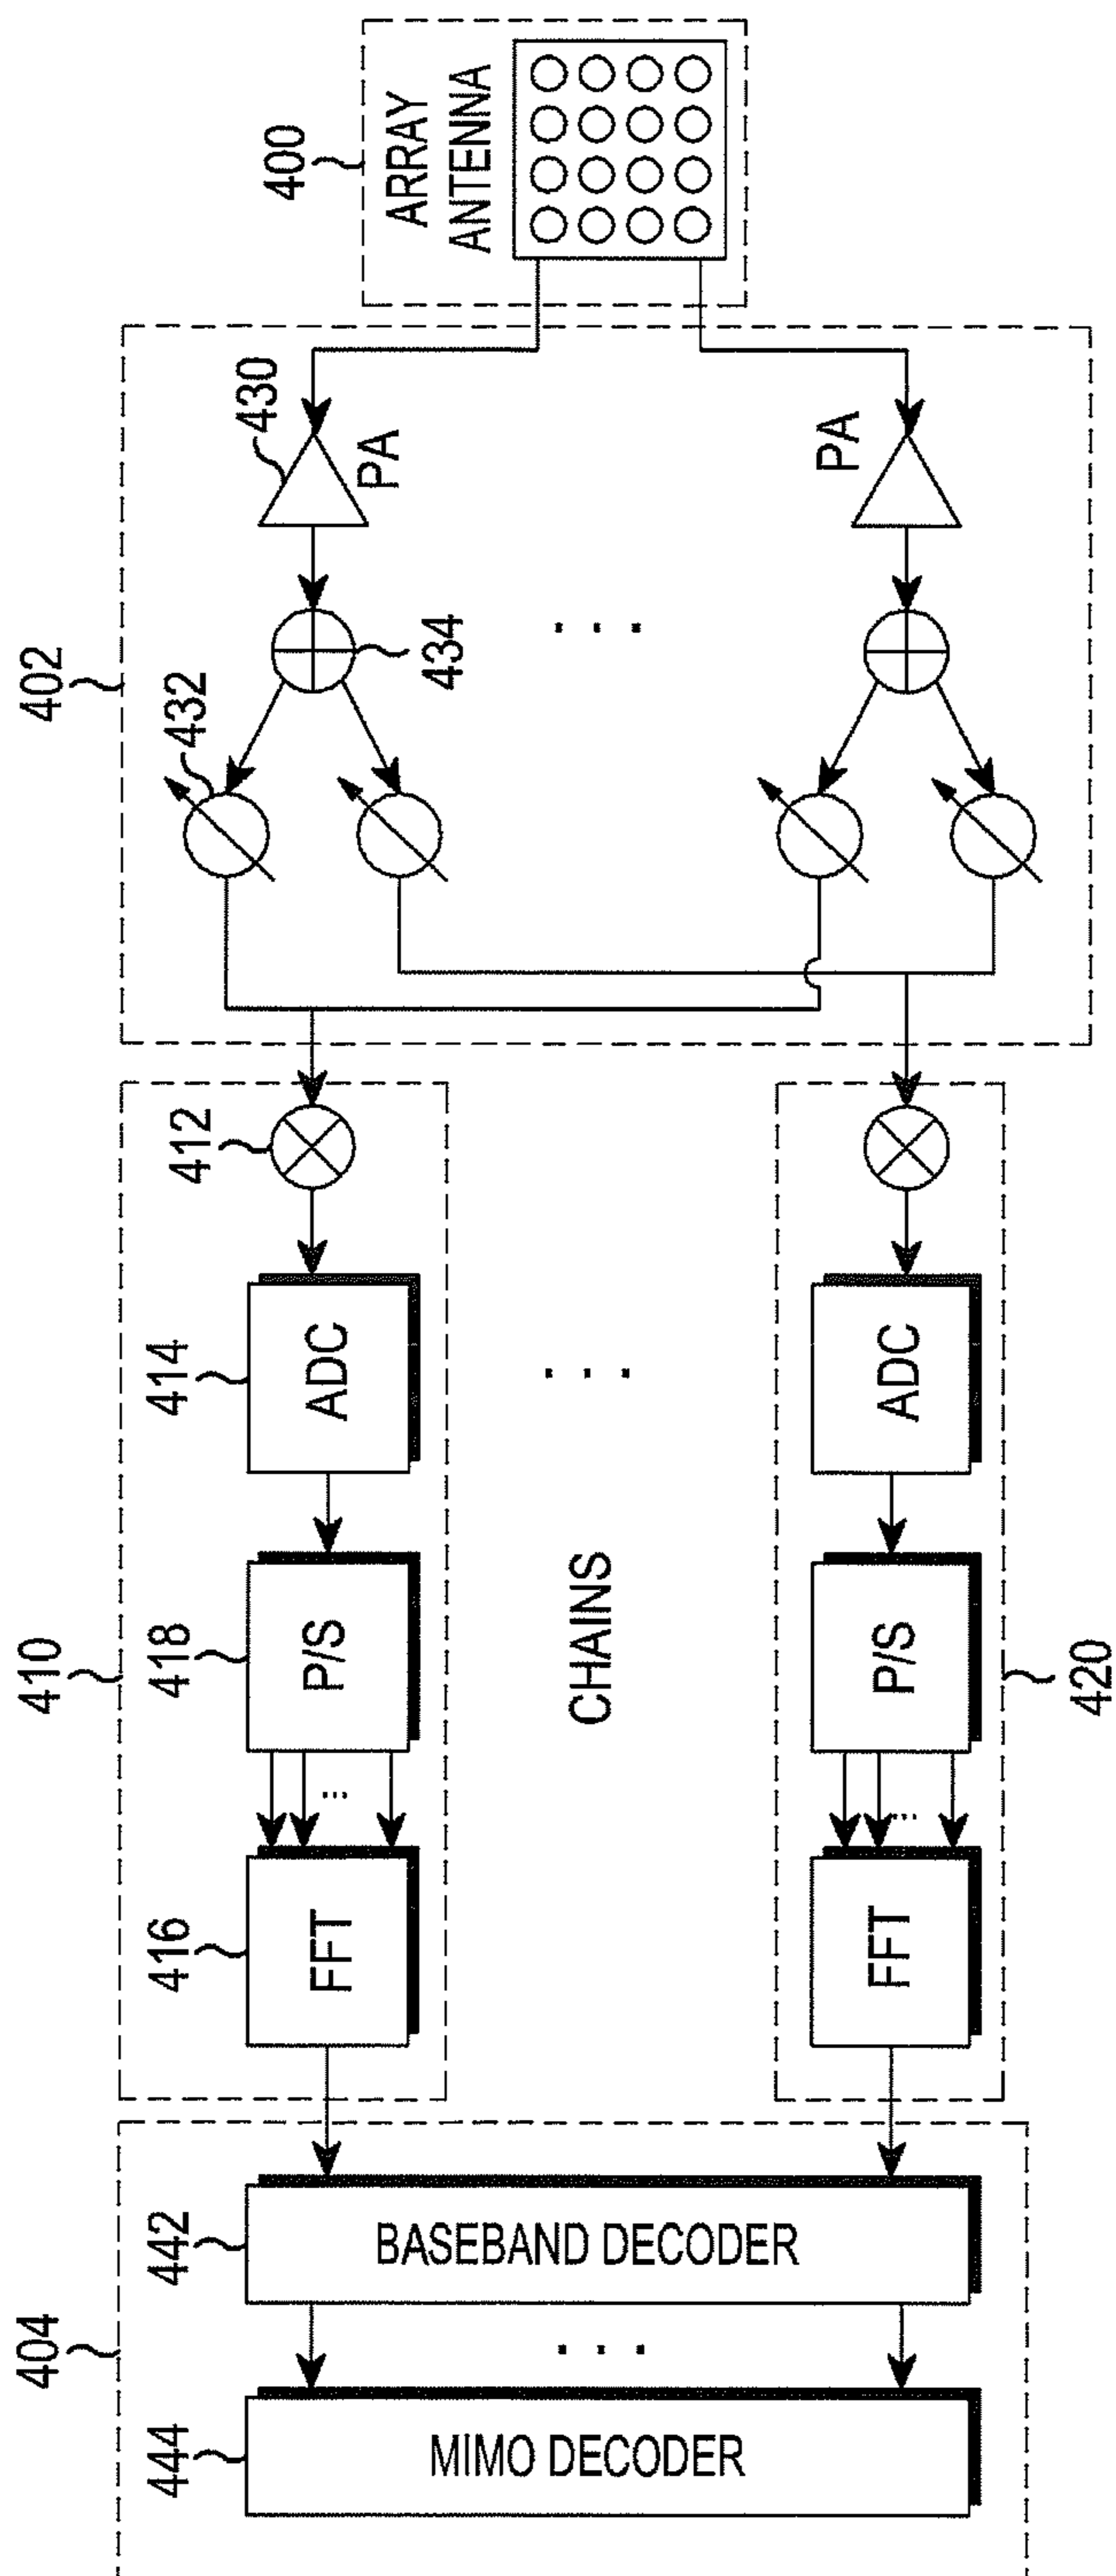 400
ARRAY
ANTENNA
402
430
PA
PA
434
432
. . .
410
412
414
ADC
418
P/S
416
FFT
. . .
CHAINS
ADC
P/S
FFT
420
404
442
BASEBAND DECODER
. . .
444
MIMO DECODER